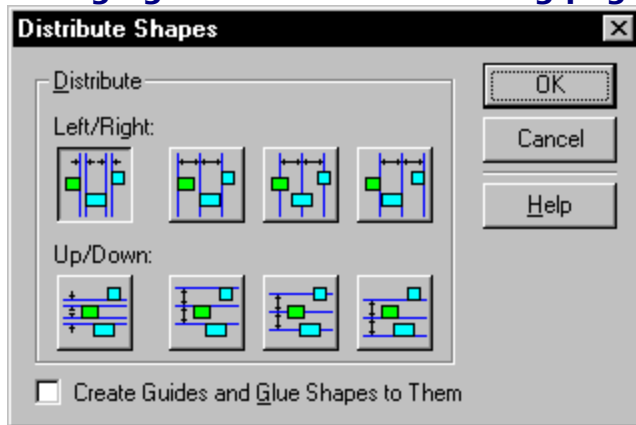 Distribute Shapes
Distribute
Left/Right:
Up/Down:
Create Guides and Glue Shapes to Them
OK
Cancel
Help